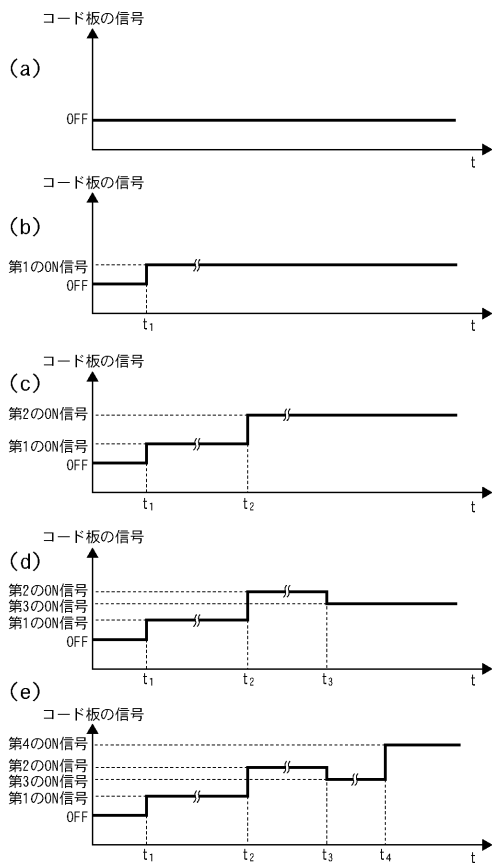 コード板の信号
(a)
OFF
t
コード板の信号
(b)
第1のON信号
OFF
t1
t
コード板の信号
(c)
第2のON信号
第1のON信号
OFF
t1
t2
t
コード板の信号
(d)
第2のON信号
第3のON信号
第1のON信号
OFF
t1
t2
t3
t
(e)
コード板の信号
第4のON信号
第2のON信号
第3のON信号
第1のON信号
OFF
t1
t2
t3
t4
t